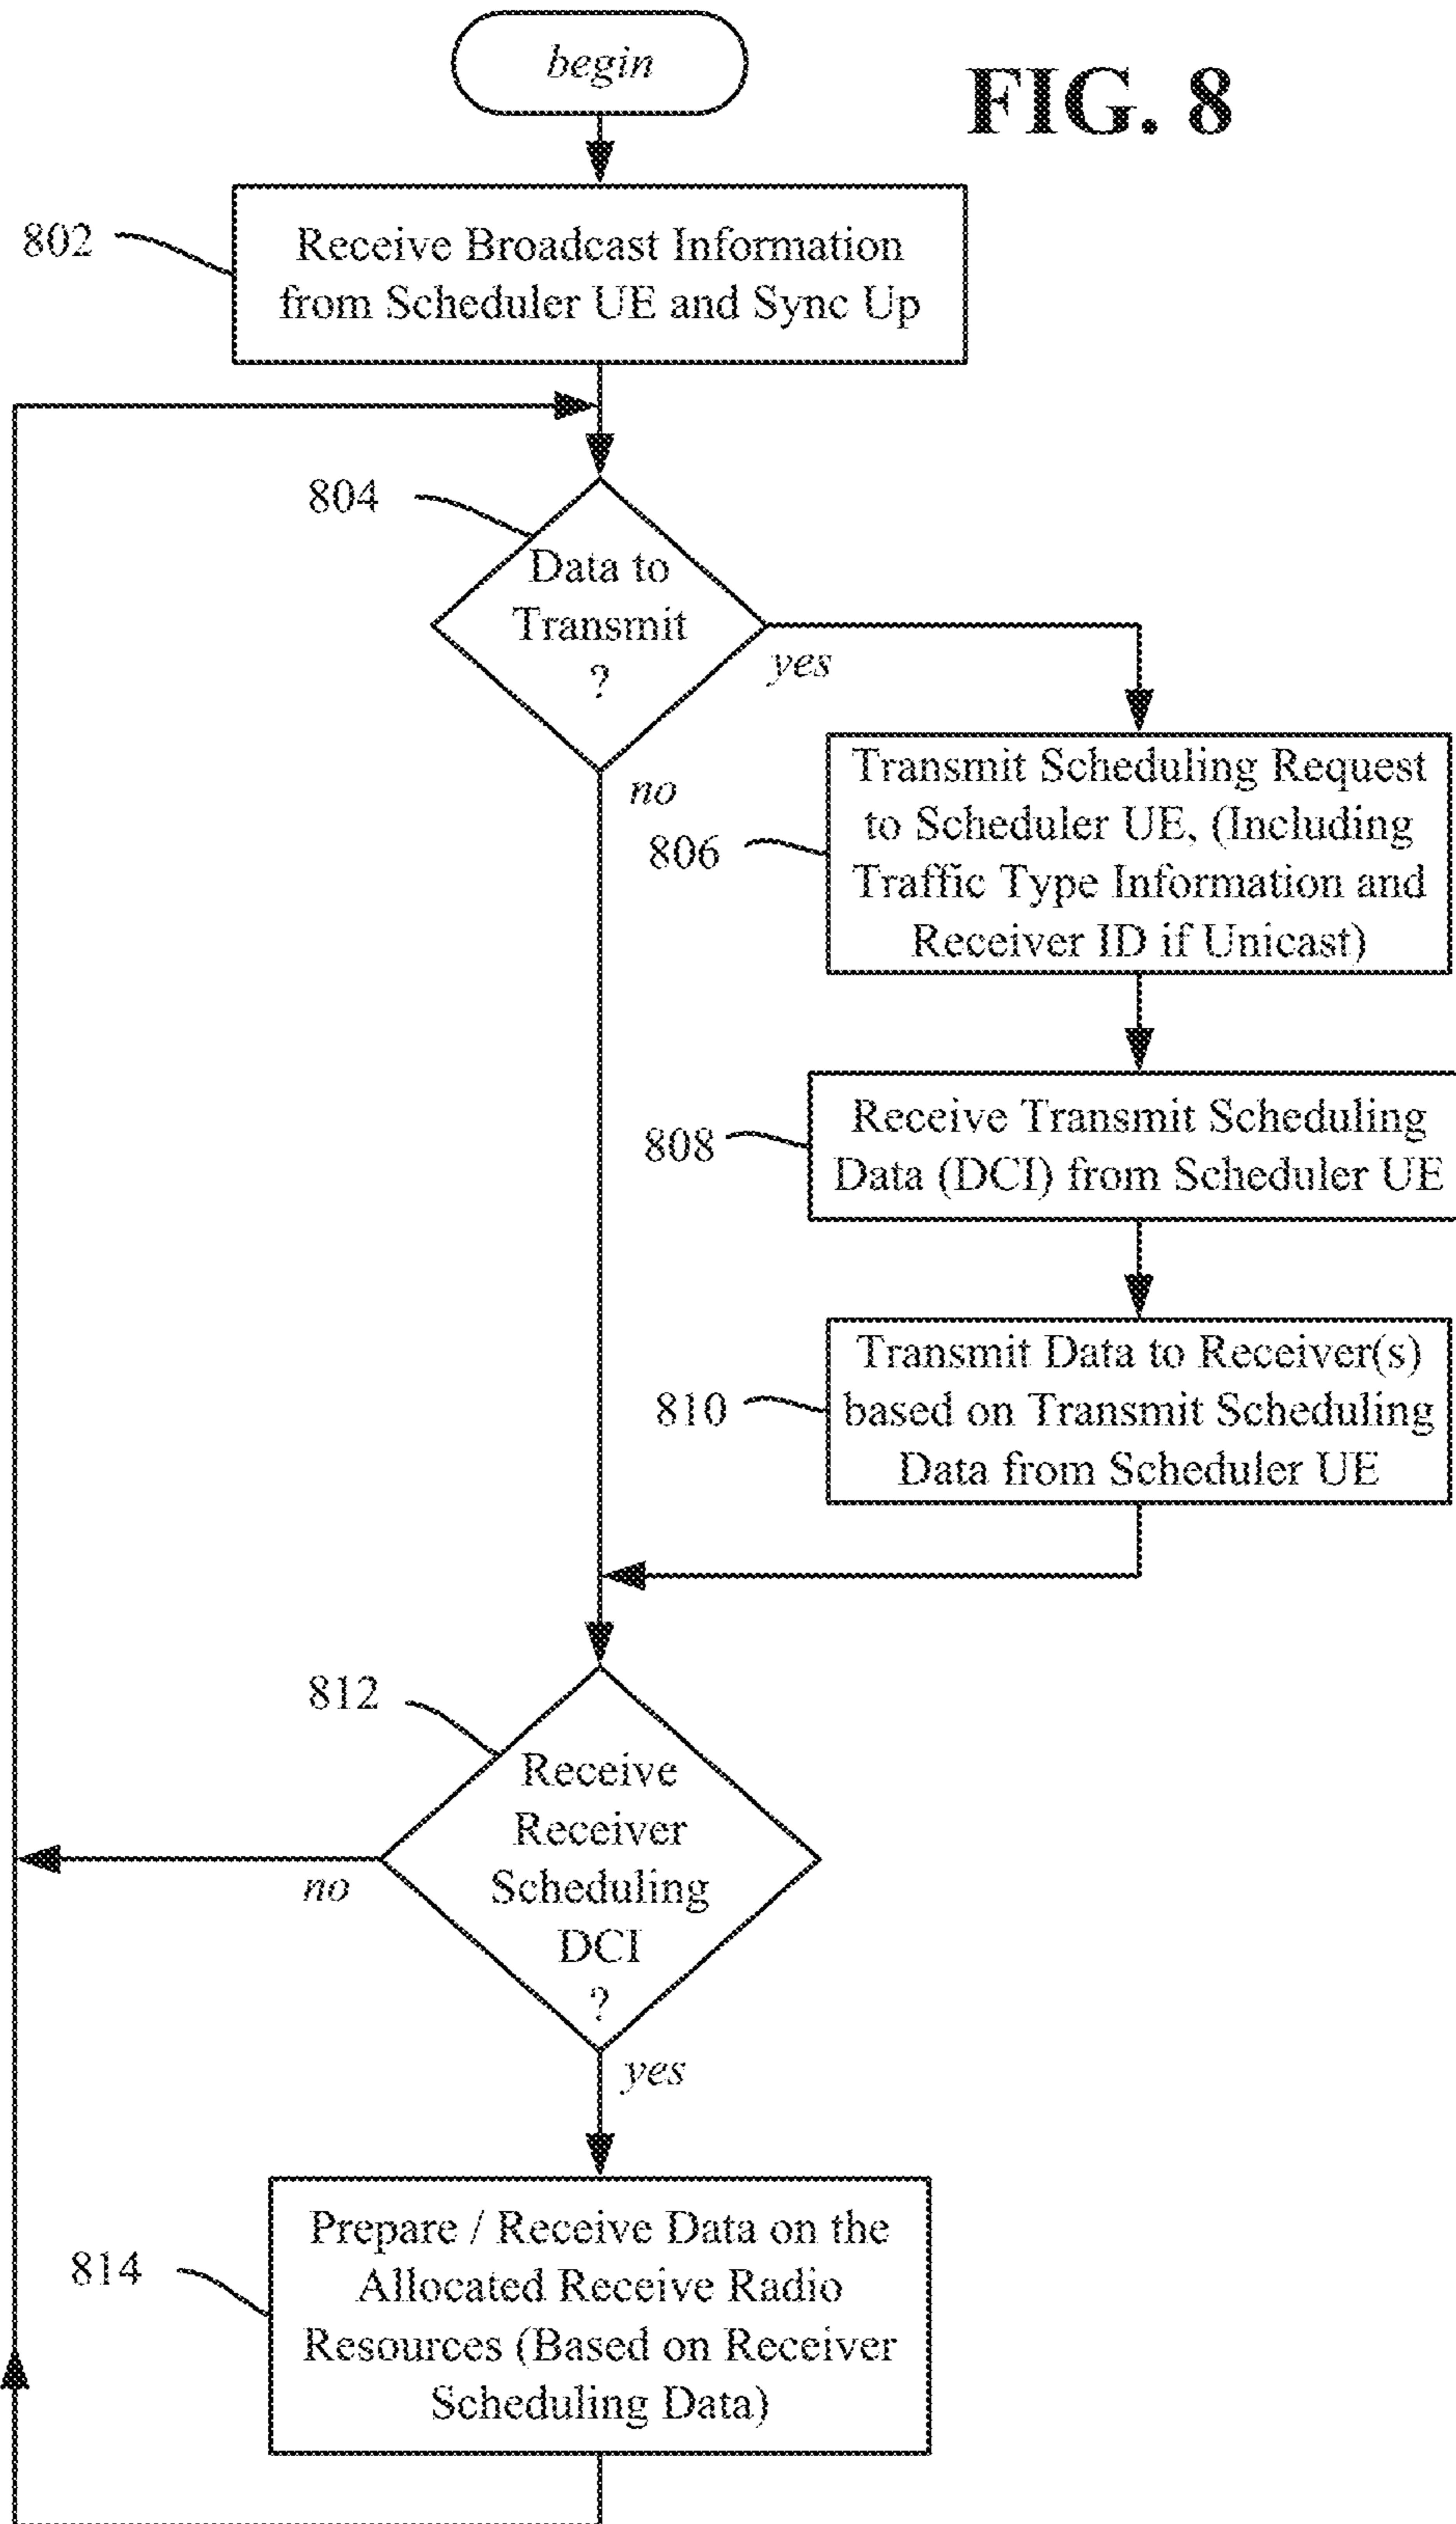 begin
FIG. 8
802
Receive Broadcast Information
from Scheduler UE and Sync Up
804
Data to
Transmit
?
yes
no
806
Transmit Scheduling Request
to Scheduler UE, (Including
Traffic Type Information and
Receiver ID if Unicast)
808
Receive Transmit Scheduling
Data (DCI) from Scheduler UE
810
Transmit Data to Receiver(s)
based on Transmit Scheduling
Data from Scheduler UE
812
Receive
Receiver
Scheduling
DCI
?
no
yes
814
Prepare / Receive Data on the
Allocated Receive Radio
Resources (Based on Receiver
Scheduling Data)